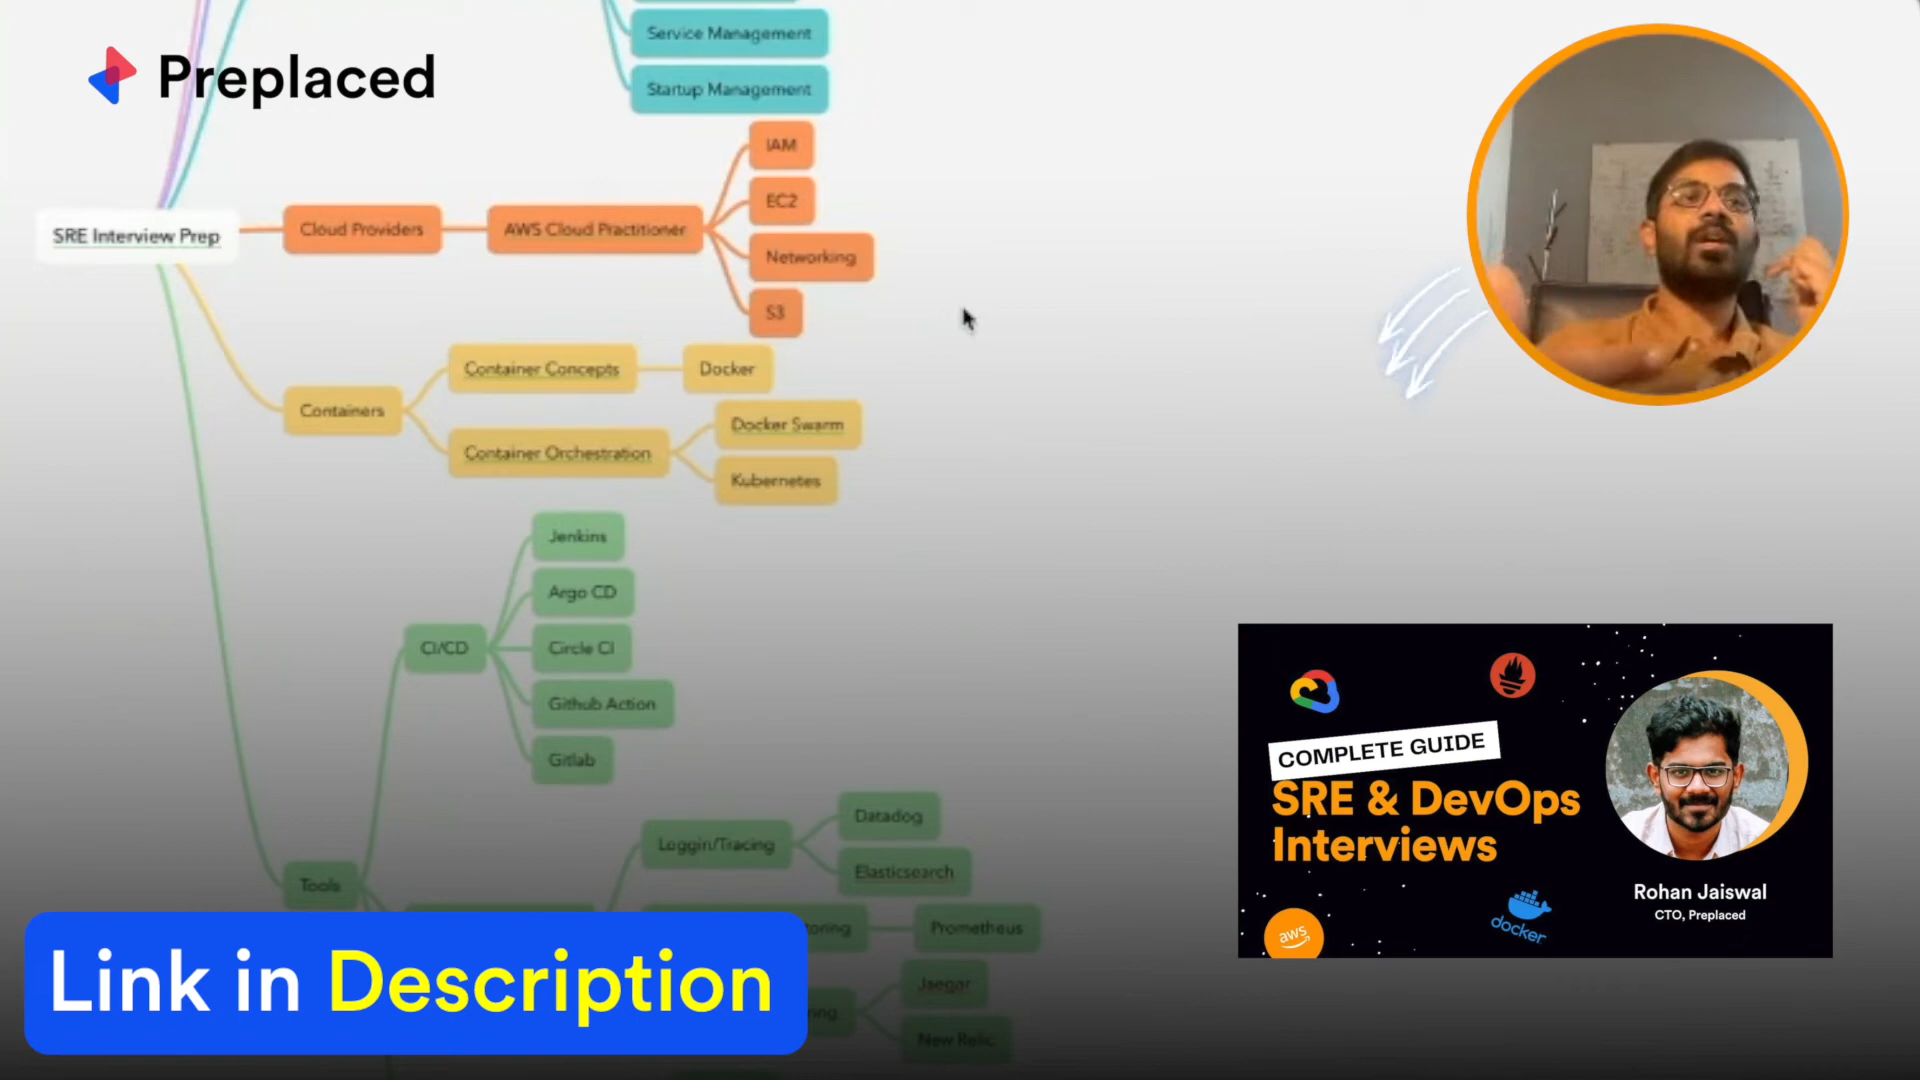 Preplaced
Service Management
Startup Management
SRE Interview Prep
Cloud Providers
AWS Cloud Practitioner
IAM
EC2
Networking
S3
Containers
Container Concepts
Docker
Container Orchestration
Docker Swarm
Kubernetes
Tools
CI/CD
Jenkins
Argo CD
Circle CI
Github Action
Gitlab
Loggin/Tracing
Datadog
Elasticsearch
toring
Prometheus
ring
Jaegar
New Relic
Link in Description
COMPLETE GUIDE
SRE & DevOps
Interviews
Rohan Jaiswal
CTO, Preplaced
aws
docker